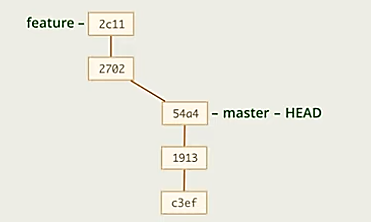 feature – 2c11
2702
54a4 – master – HEAD
1913
c3ef